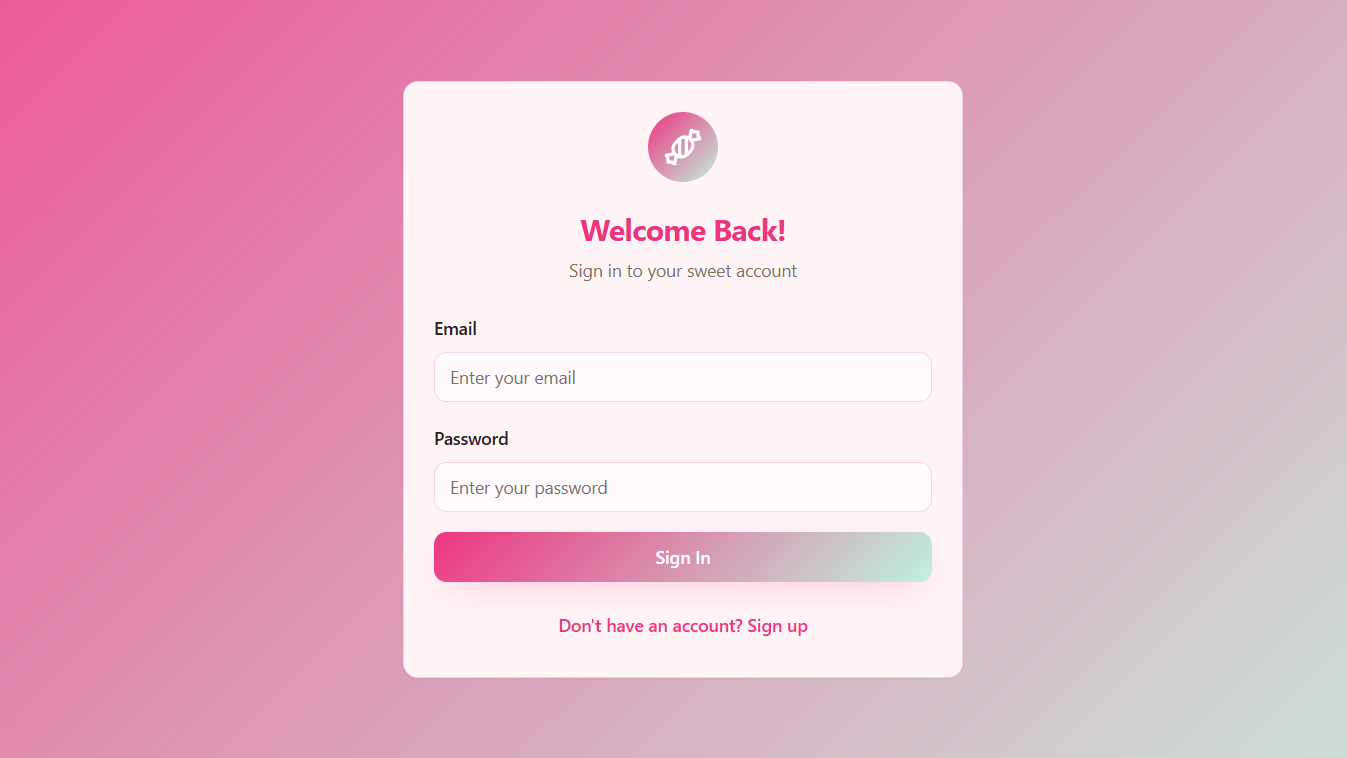 Welcome Back!
Sign in to your sweet account
Email
Enter your email
Password
Enter your password
Sign In
Don't have an account? Sign up